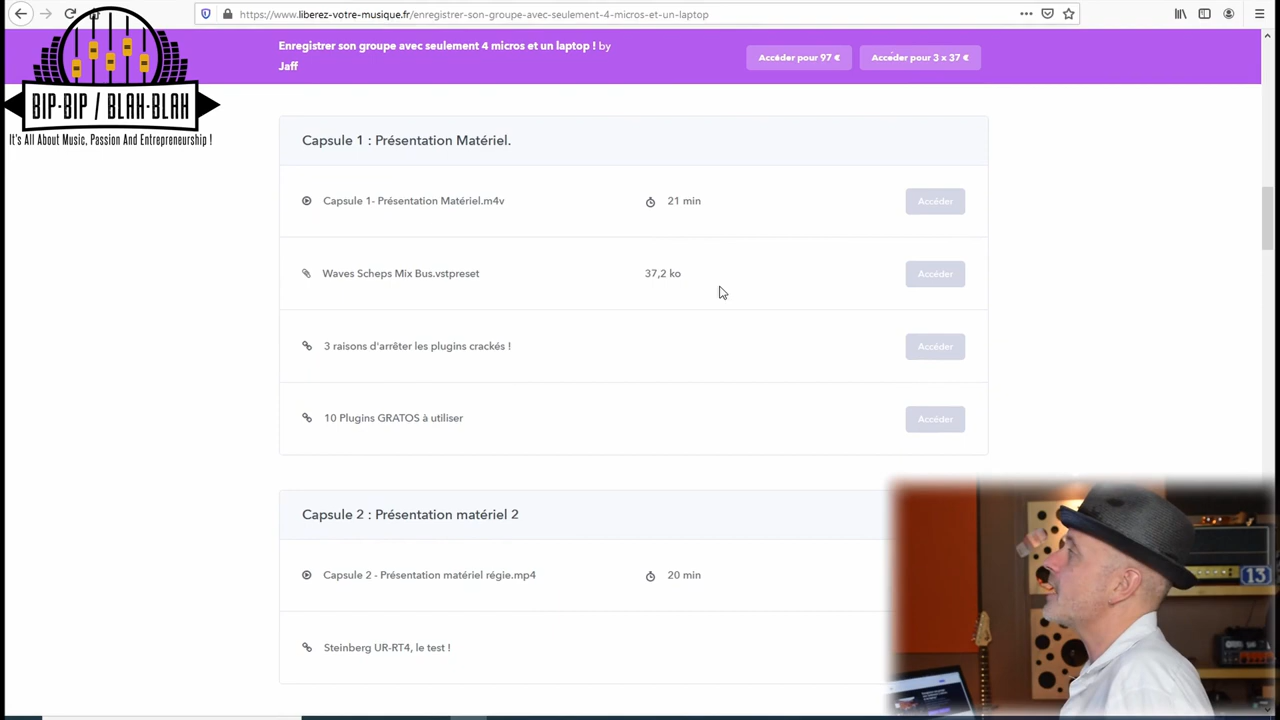 https://www.liberez-votre-musique.fr/enregistrer-son-groupe-avec-seulement-4-micros-et-un-laptop
Enregistrer son groupe avec seulement 4 micros et un laptop ! by
Jaff
Accéder pour 97 €
Accéder pour 3 x 37 €
BIP-BIP / BLAH-BLAH
It's All About Music, Passion And Entrepreneurship !
Capsule 1 : Présentation Matériel.
Capsule 1- Présentation Matériel.m4v
21 min
Accéder
Waves Scheps Mix Bus.vstpreset
37,2 ko
Accéder
3 raisons d'arrêter les plugins crackés !
Accéder
10 Plugins GRATOS à utiliser
Accéder
Capsule 2 : Présentation matériel 2
Capsule 2 - Présentation matériel régie.mp4
20 min
Steinberg UR-RT4, le test !
13